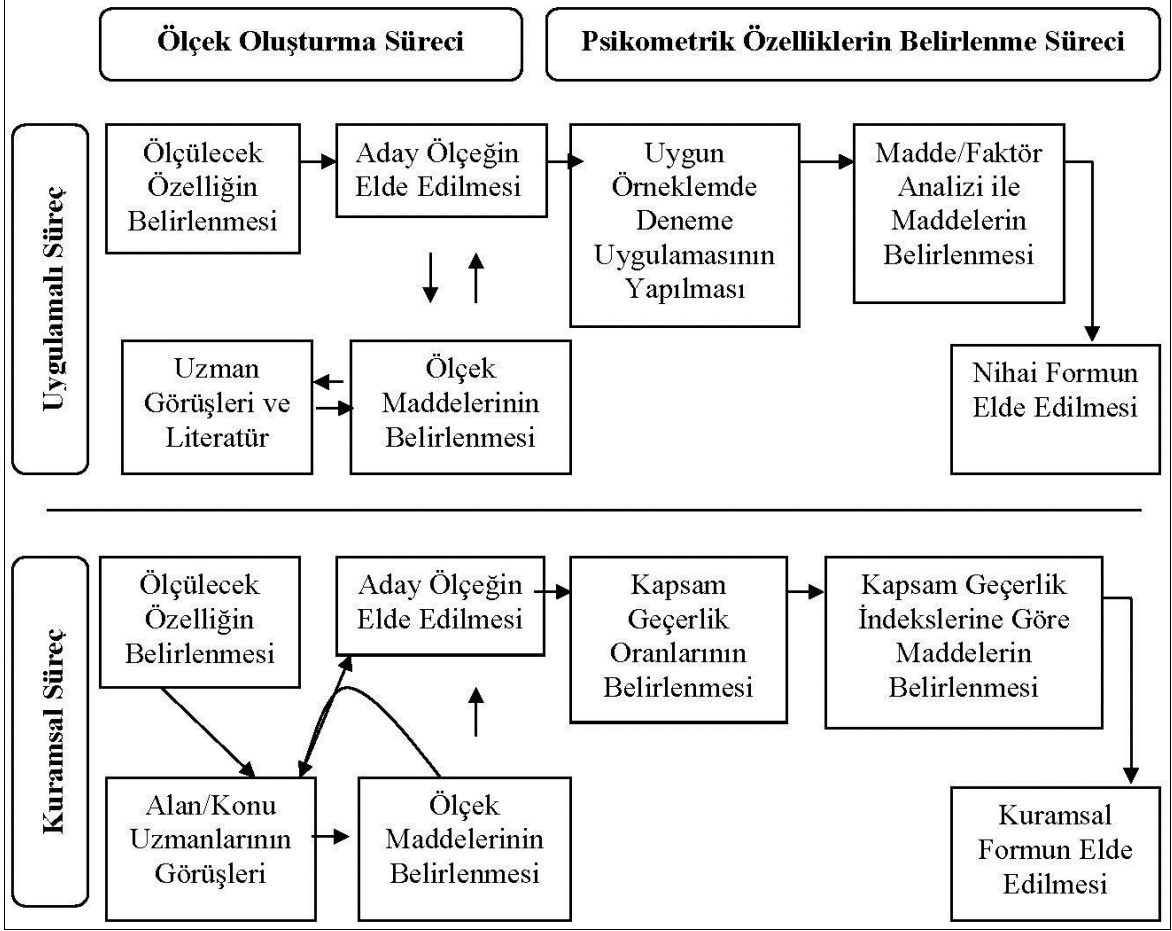 Ölçek Oluşturma Süreci
Psikometrik Özelliklerin Belirlenme Süreci
Uygulamalı Süreç
Ölçülecek
Özelliğin
Belirlenmesi
Aday Ölçeğin
Elde Edilmesi
Uygun
Örneklemde
Deneme
Uygulamasının
Yapılması
Madde/Faktör
Analizi ile
Maddelerin
Belirlenmesi
Uzman
Görüşleri ve
Literatür
Ölçek
Maddelerinin
Belirlenmesi
Nihai Formun
Elde Edilmesi
Kuramsal Süreç
Ölçülecek
Özelliğin
Belirlenmesi
Aday Ölçeğin
Elde Edilmesi
Kapsam
Geçerlik
Oranlarının
Belirlenmesi
Kapsam Geçerlik
İndekslerine Göre
Maddelerin
Belirlenmesi
Alan/Konu
Uzmanlarının
Görüşleri
Ölçek
Maddelerinin
Belirlenmesi
Kuramsal
Formun Elde
Edilmesi